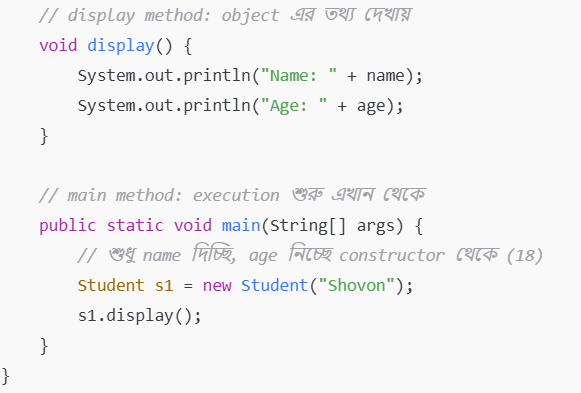 // display method: object এর তথ্য দেখায়
void display() {
System.out.println("Name: " + name);
System.out.println("Age: " + age);
}
// main method: execution শুরু এখান থেকে
public static void main(String[] args) {
// শুধু name দিচ্ছি, age নিচ্ছে constructor থেকে (18)
Student s1 = new Student("Shovon");
s1.display();
}
}